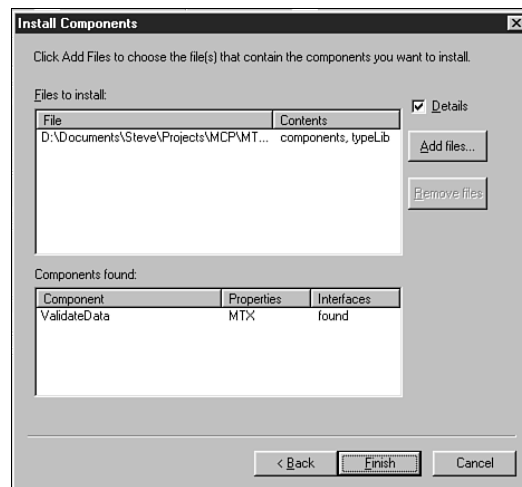 Install Components
Click Add Files to choose the file(s) that contain the components you want to install.
Files to install:
Details
File Contents
D:\Documents\Steve\Projects\MCP\MT... components, typeLib
Add files...
Remove files
Components found:
Component Properties Interfaces
ValidateData MTX found
< Back Finish Cancel